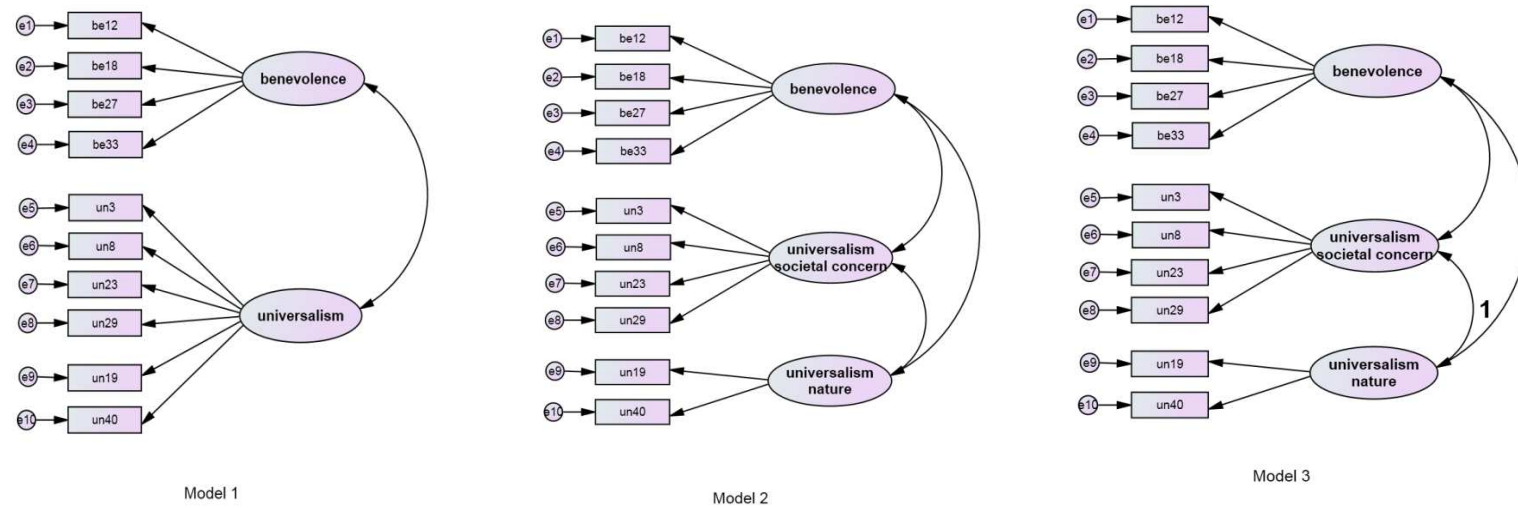 e1
be12
e2
be18
e3
be27
e4
be33
benevolence
e5
un3
e6
un8
e7
un23
e8
un29
universalism
e9
un19
e10
un40
Model 1
e1
be12
e2
be18
e3
be27
e4
be33
benevolence
e5
un3
e6
un8
e7
un23
e8
un29
universalism
societal concern
e9
un19
e10
un40
universalism
nature
Model 2
e1
be12
e2
be18
e3
be27
e4
be33
benevolence
e5
un3
e6
un8
e7
un23
e8
un29
universalism
societal concern
1
e9
un19
e10
un40
universalism
nature
Model 3